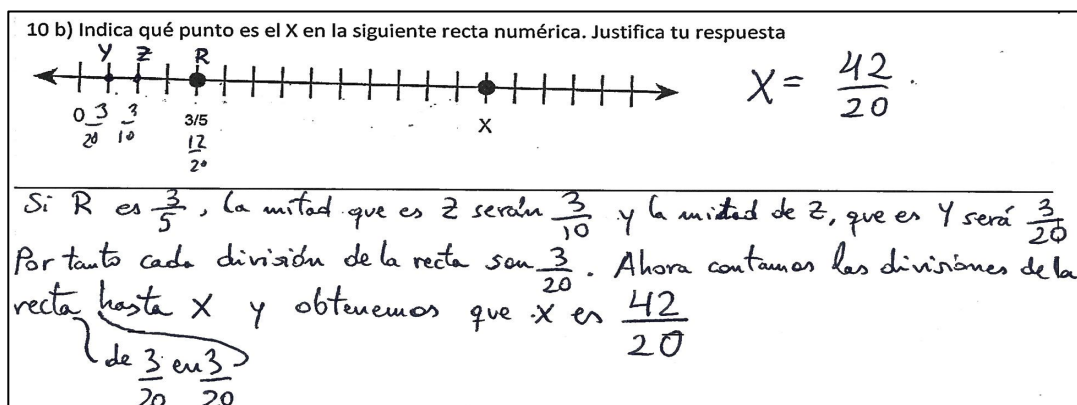 10 b) Indica qué punto es el X en la siguiente recta numérica. Justifica tu respuesta
Y Z R
0 3/20 3/10 3/5 X
12/20
X = 42/20.
Si R es 3/5, la mitad que es Z serán 3/10 y la mitad de Z, que es Y será 3/20
Por tanto cada división de la recta son 3/20. Ahora contamos las divisiones de la
recta hasta X y obtenemos que X es 42/20
de 3/20 en 3/20